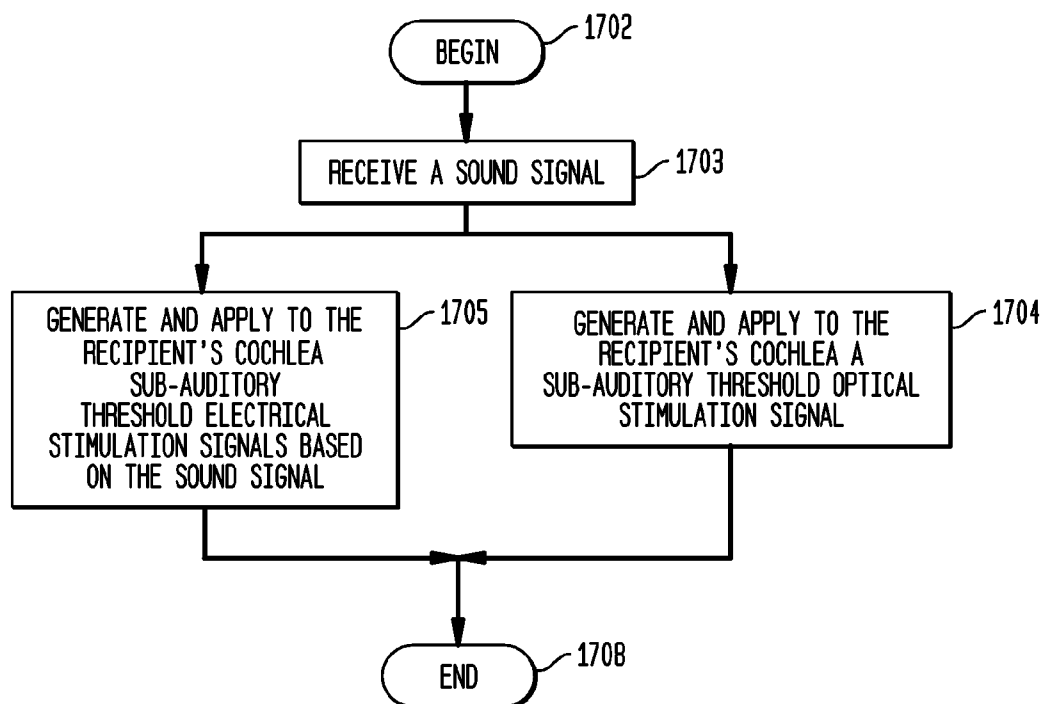 BEGIN
1702
RECEIVE A SOUND SIGNAL
1703
GENERATE AND APPLY TO THE
RECIPIENT'S COCHLEA
SUB-AUDITORY
THRESHOLD ELECTRICAL
STIMULATION SIGNALS BASED
ON THE SOUND SIGNAL
1705
GENERATE AND APPLY TO THE
RECIPIENT'S COCHLEA A
SUB-AUDITORY THRESHOLD OPTICAL
STIMULATION SIGNAL
1704
END
1708